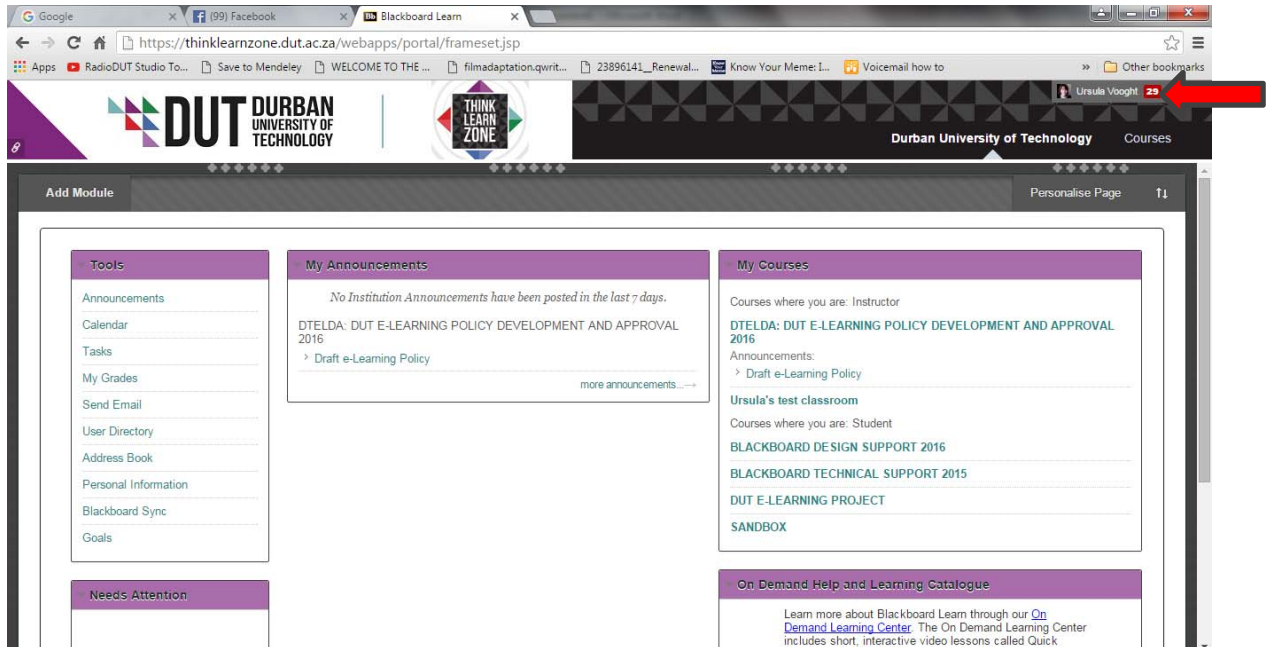 Google
(99) Facebook
Blackboard Learn
https://thinklearnzone.dut.ac.za/webapps/portal/frameset.jsp
Apps
RadioDUT Studio To...
Save to Mendeley
WELCOME TO THE ...
filmadaptation.qwrit...
23896141__Renewal...
Know Your Meme: I...
Voicemail how to
»
Other bookmarks
DUT DURBAN
UNIVERSITY OF
TECHNOLOGY
THINK
LEARN
ZONE
Ursula Vooght 29
Durban University of Technology
Courses
Add Module
Personalise Page
Tools
Announcements
Calendar
Tasks
My Grades
Send Email
User Directory
Address Book
Personal Information
Blackboard Sync
Goals
Needs Attention
My Announcements
No Institution Announcements have been posted in the last 7 days.
DTELDA: DUT E-LEARNING POLICY DEVELOPMENT AND APPROVAL
2016
Draft e-Learning Policy
more announcements...→
My Courses
Courses where you are: Instructor
DTELDA: DUT E-LEARNING POLICY DEVELOPMENT AND APPROVAL
2016
Announcements:
Draft e-Learning Policy
Ursula's test classroom
Courses where you are: Student
BLACKBOARD DESIGN SUPPORT 2016
BLACKBOARD TECHNICAL SUPPORT 2015
DUT E-LEARNING PROJECT
SANDBOX
On Demand Help and Learning Catalogue
Learn more about Blackboard Learn through our On
Demand Learning Center. The On Demand Learning Center
includes short, interactive video lessons called Quick